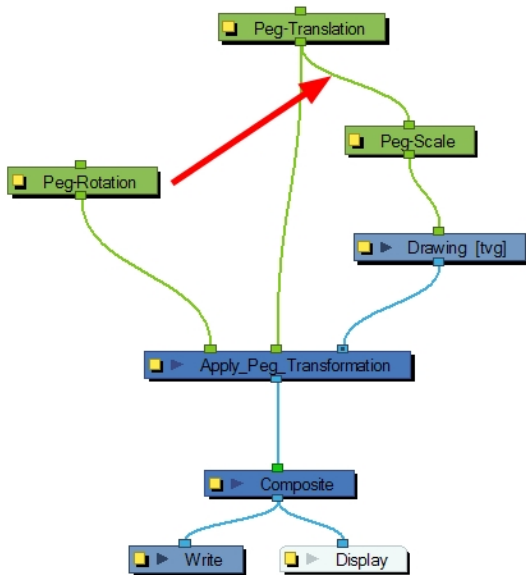 Peg-Translation
Peg-Scale
Peg-Rotation
Drawing [tvg]
Apply_Peg_Transformation
Composite
Write
Display